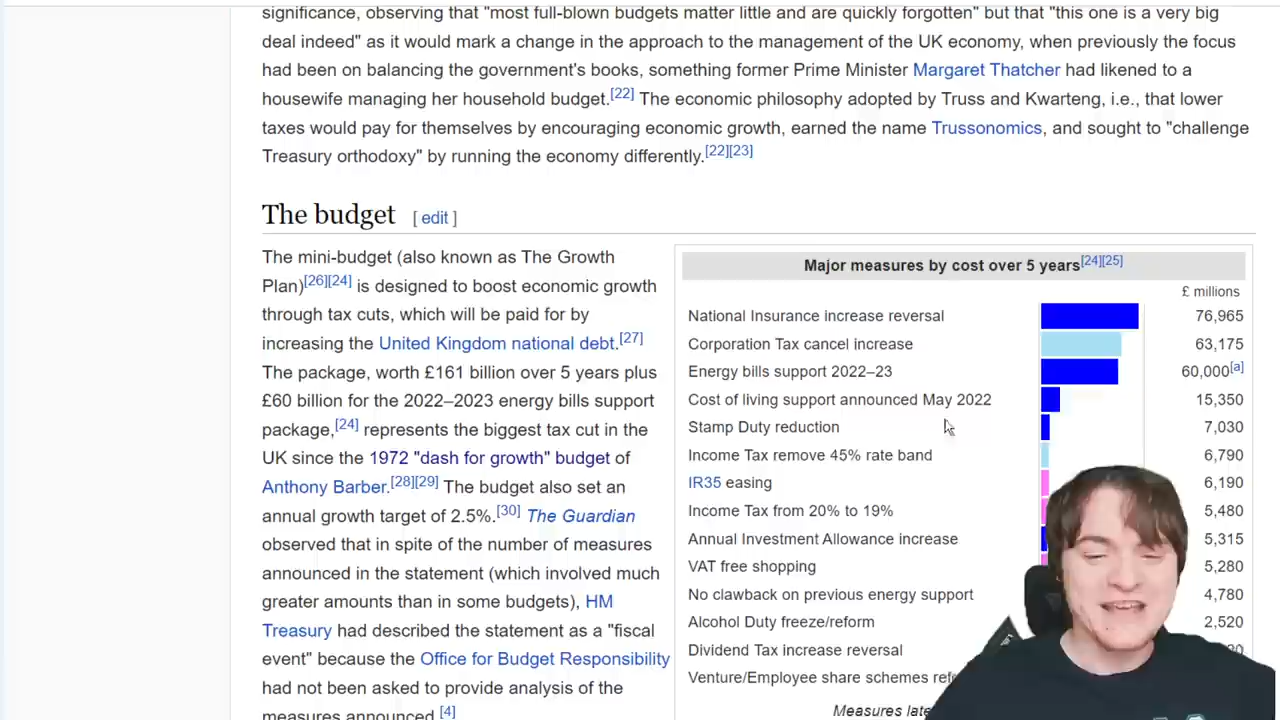 significance, observing that "most full-blown budgets matter little and are quickly forgotten" but that "this one is a very big
deal indeed" as it would mark a change in the approach to the management of the UK economy, when previously the focus
had been on balancing the government's books, something former Prime Minister Margaret Thatcher had likened to a
housewife managing her household budget.[22] The economic philosophy adopted by Truss and Kwarteng, i.e., that lower
taxes would pay for themselves by encouraging economic growth, earned the name Trussonomics, and sought to "challenge
Treasury orthodoxy" by running the economy differently.[22][23]
The budget [ edit ]
The mini-budget (also known as The Growth
Plan)[26][24] is designed to boost economic growth
through tax cuts, which will be paid for by
increasing the United Kingdom national debt.[27]
The package, worth £161 billion over 5 years plus
£60 billion for the 2022–2023 energy bills support
package,[24] represents the biggest tax cut in the
UK since the 1972 "dash for growth" budget of
Anthony Barber.[28][29] The budget also set an
annual growth target of 2.5%.[30] The Guardian
observed that in spite of the number of measures
announced in the statement (which involved much
greater amounts than in some budgets), HM
Treasury had described the statement as a "fiscal
event" because the Office for Budget Responsibility
had not been asked to provide analysis of the
measures announced.[4]
Major measures by cost over 5 years[24][25]
£ millions
National Insurance increase reversal 76,965
Corporation Tax cancel increase 63,175
Energy bills support 2022–23 60,000[a]
Cost of living support announced May 2022 15,350
Stamp Duty reduction 7,030
Income Tax remove 45% rate band 6,790
IR35 easing 6,190
Income Tax from 20% to 19% 5,480
Annual Investment Allowance increase 5,315
VAT free shopping 5,280
No clawback on previous energy support 4,780
Alcohol Duty freeze/reform 2,520
Dividend Tax increase reversal
Venture/Employee share schemes
Measures